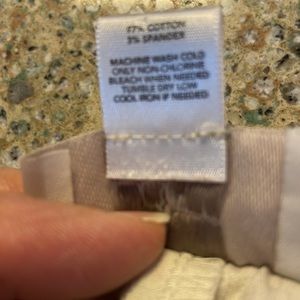 97% COTTON
3% SPANDEX
MACHINE WASH COLD
ONLY NON-CHLORINE
BLEACH WHEN NEEDED
TUMBLE DRY LOW
COOL IRON IF NEEDED